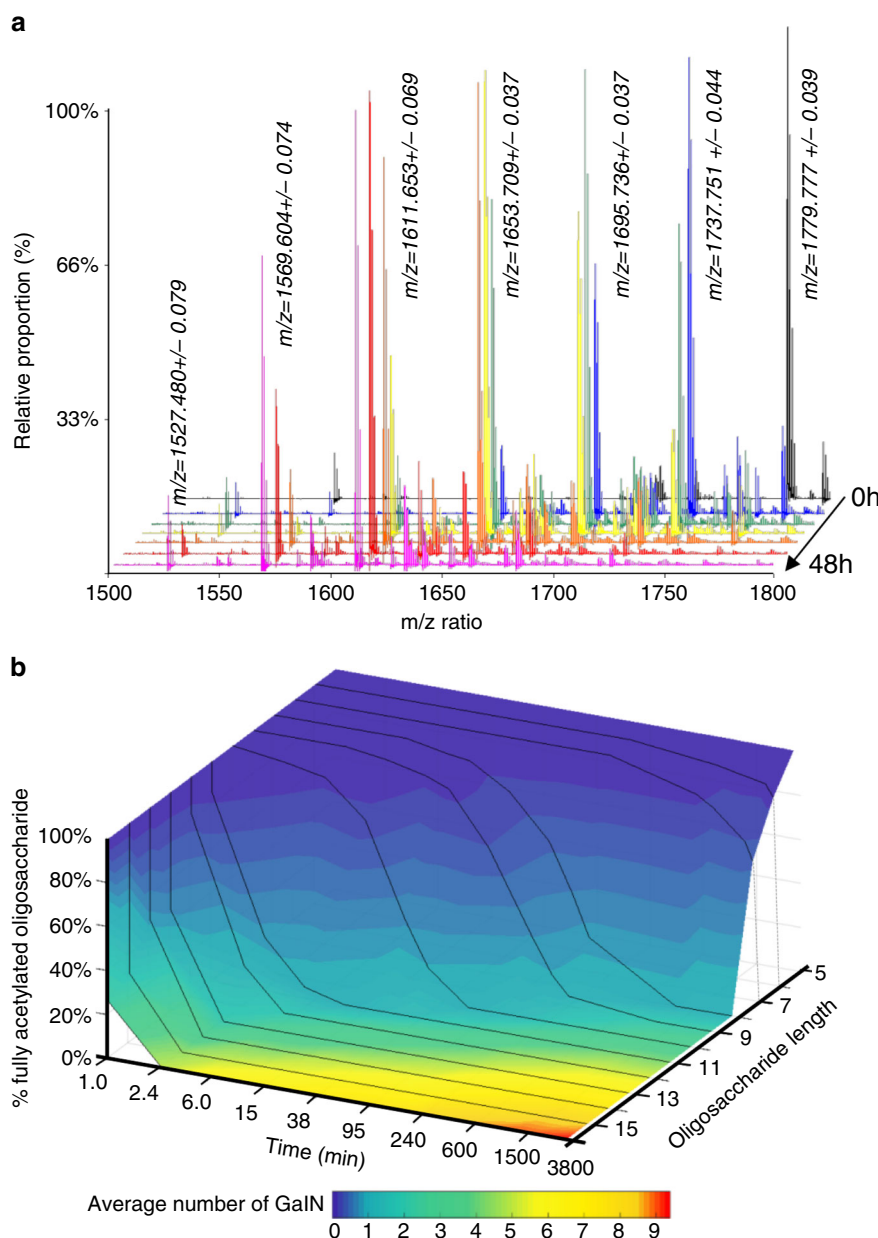 a
m/z=1527.480+/− 0.079
m/z=1569.604+/− 0.074
m/z=1611.653+/− 0.069
m/z=1653.709+/− 0.037
m/z=1695.736+/− 0.037
m/z=1737.751 +/− 0.044
m/z=1779.777 +/− 0.039
Relative proportion (%)
100%
66%
33%
0h
48h
1500 1550 1600 1650 1700 1750 1800
m/z ratio
b
% fully acetylated oligosaccharide
100%
80%
60%
40%
20%
0%
1.0 2.4 6.0 15 38 95 240 600 1500 3800
Time (min)
5
7
9
11
13
15
Oligosaccharide length
Average number of GalN
0 1 2 3 4 5 6 7 8 9